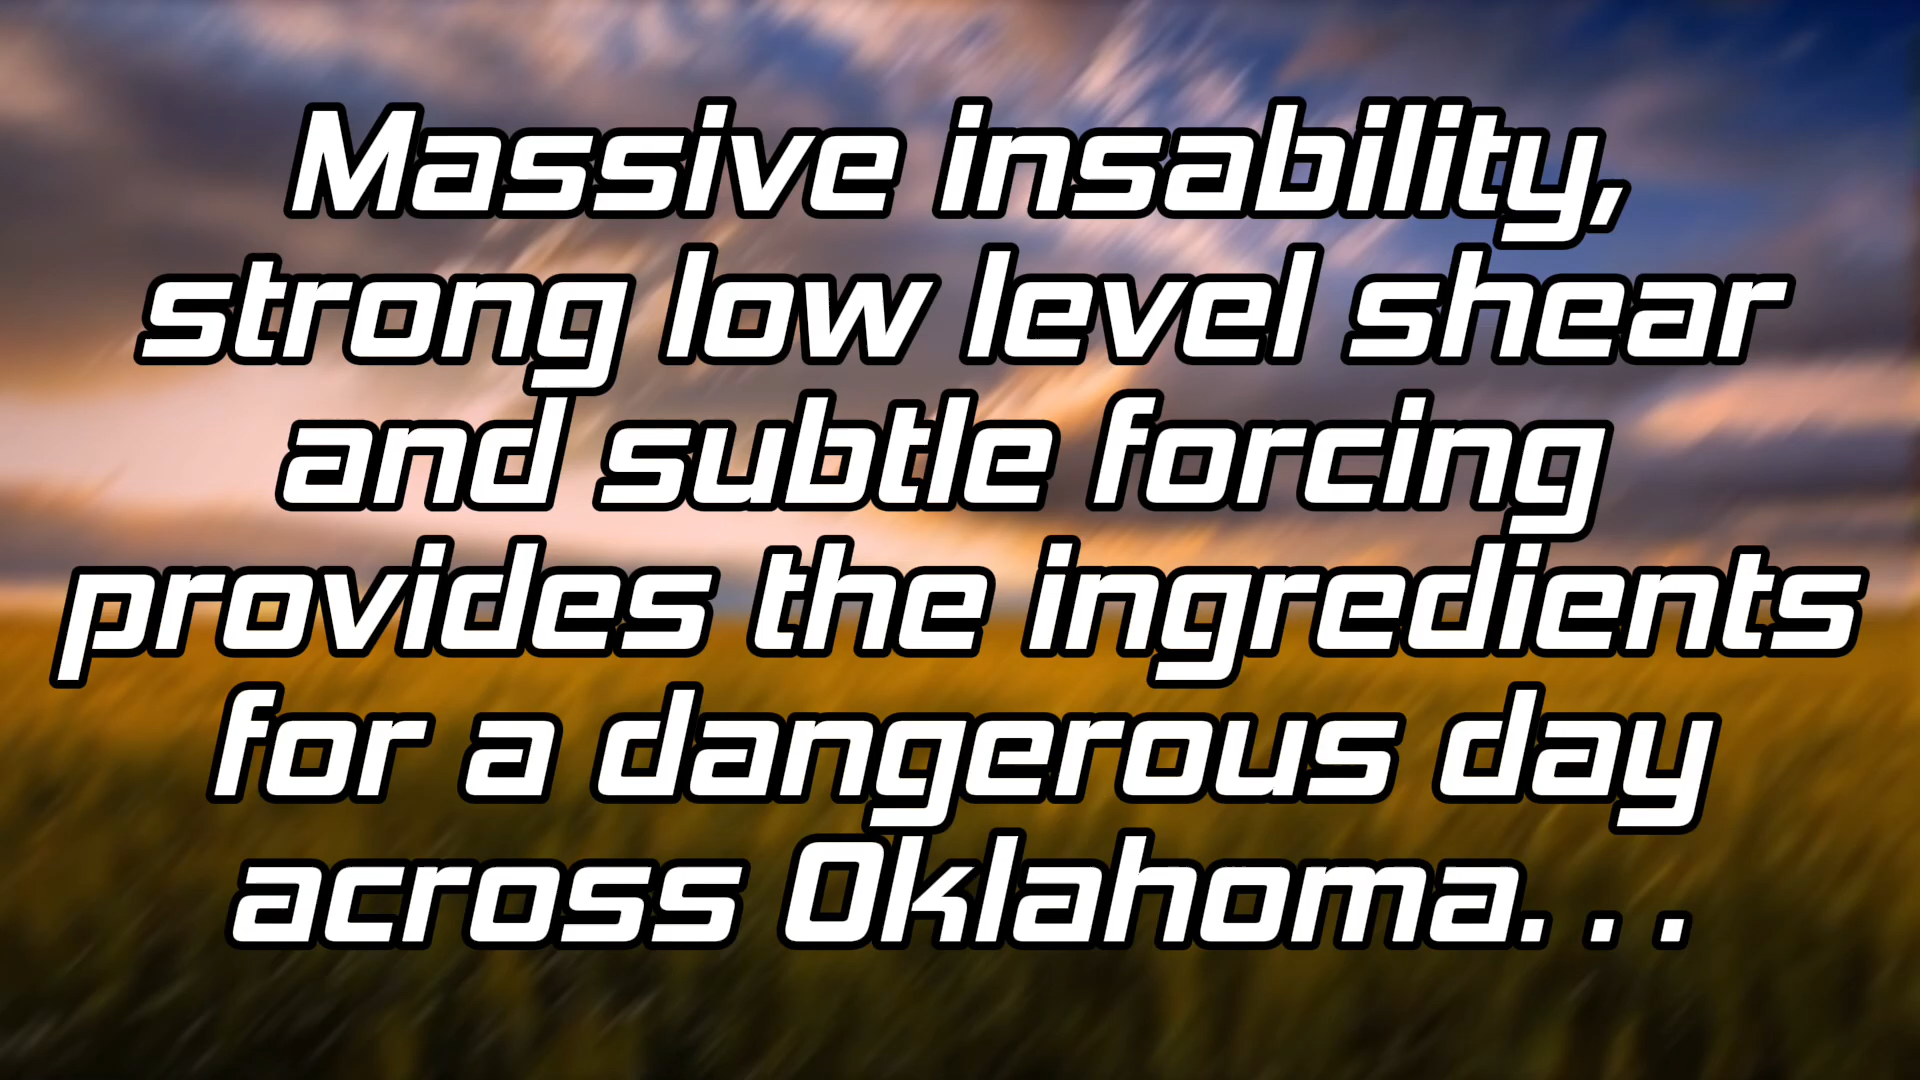 Massive insability,
strong low level shear
and subtle forcing
provides the ingredients
for a dangerous day
across Oklahoma...